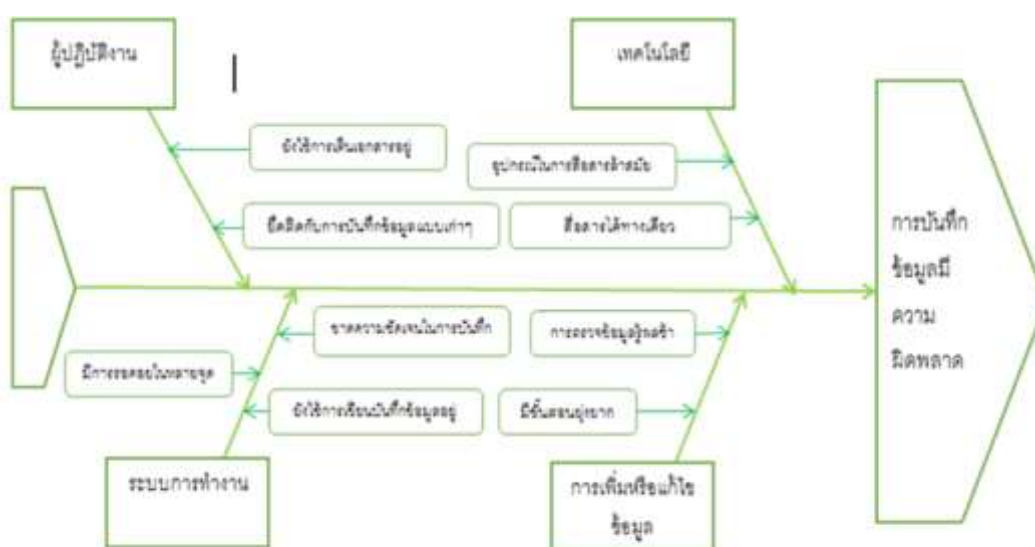 ผู้ปฏิบัติงาน
เทคโนโลยี
ยังใช้การเดินเอกสารอยู่
อุปกรณ์ในการสื่อสารล้าสมัย
ยึดติดกับการบันทึกข้อมูลแบบเก่าๆ
สื่อสารได้ทางเดียว
การบันทึก
ข้อมูลมี
ความ
ผิดพลาด
ขาดความชัดเจนในการบันทึก
การตรวจข้อมูลผู้
มีการรอคอยในหลายจุด
ยังใช้การเขียนบันทึกข้อมูลอยู่
มีขั้นตอนยุ่งยาก
ระบบการทำงาน
การเพิ่มหรือแก้ไข
ข้อมูล